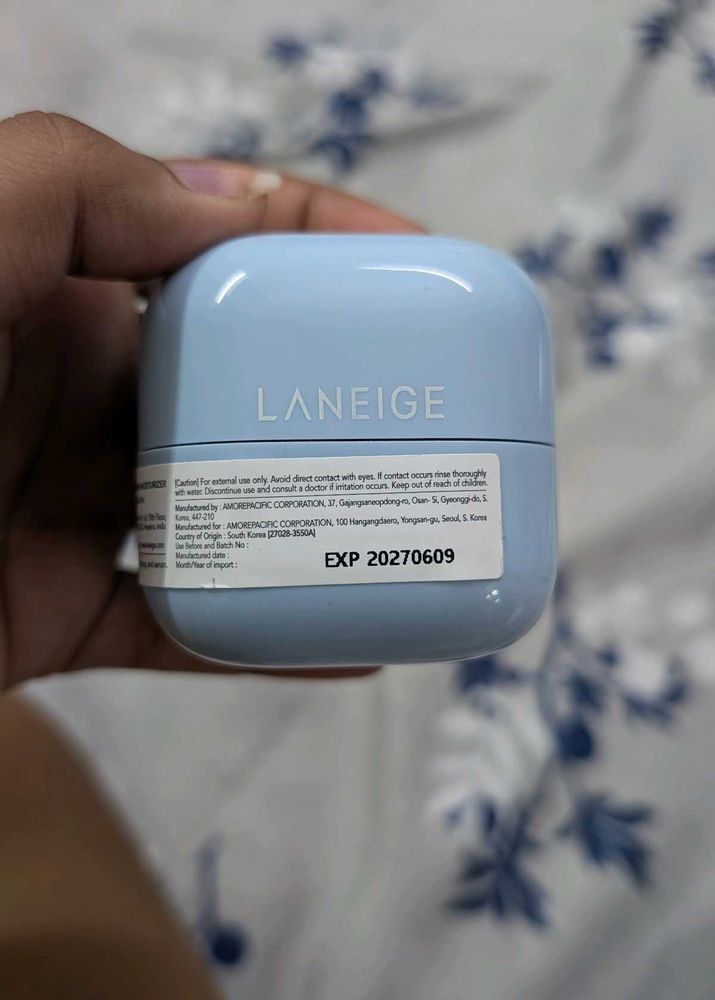 LANEIGE
MOISTURIZER
[Caution] For external use only. Avoid direct contact with eyes. If contact occurs rinse thoroughly
with water. Discontinue use and consult a doctor if irritation occurs. Keep out of reach of children.
Manufactured by : AMOREPACIFIC CORPORATION, 37, Gajangsaneopdong-ro, Osan- Si, Gyeonggi-do, S.
Korea, 447-210
Manufactured for : AMOREPACIFIC CORPORATION, 100 Hangangdaero, Yongsan-gu, Seoul, S. Korea
Country of Origin : South Korea [27028-3550A]
Use Before and Batch No :
Manufactured date :
Month/Year of import :
EXP 20270609
Floor,
India